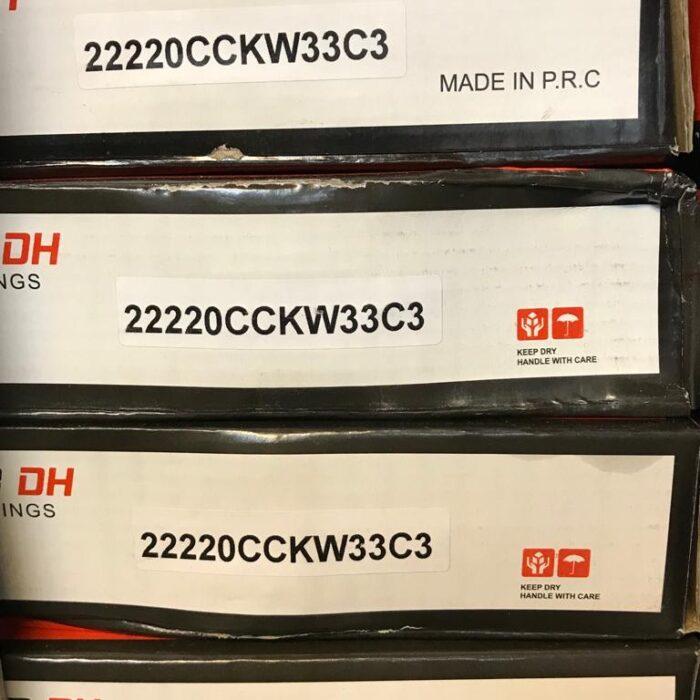 22220CCKW33C3
MADE IN P.R.C
DH
NGS
22220CCKW33C3
KEEP DRY
HANDLE WITH CARE
DH
INGS
22220CCKW33C3
KEEP DRY
HANDLE WITH CARE
DH